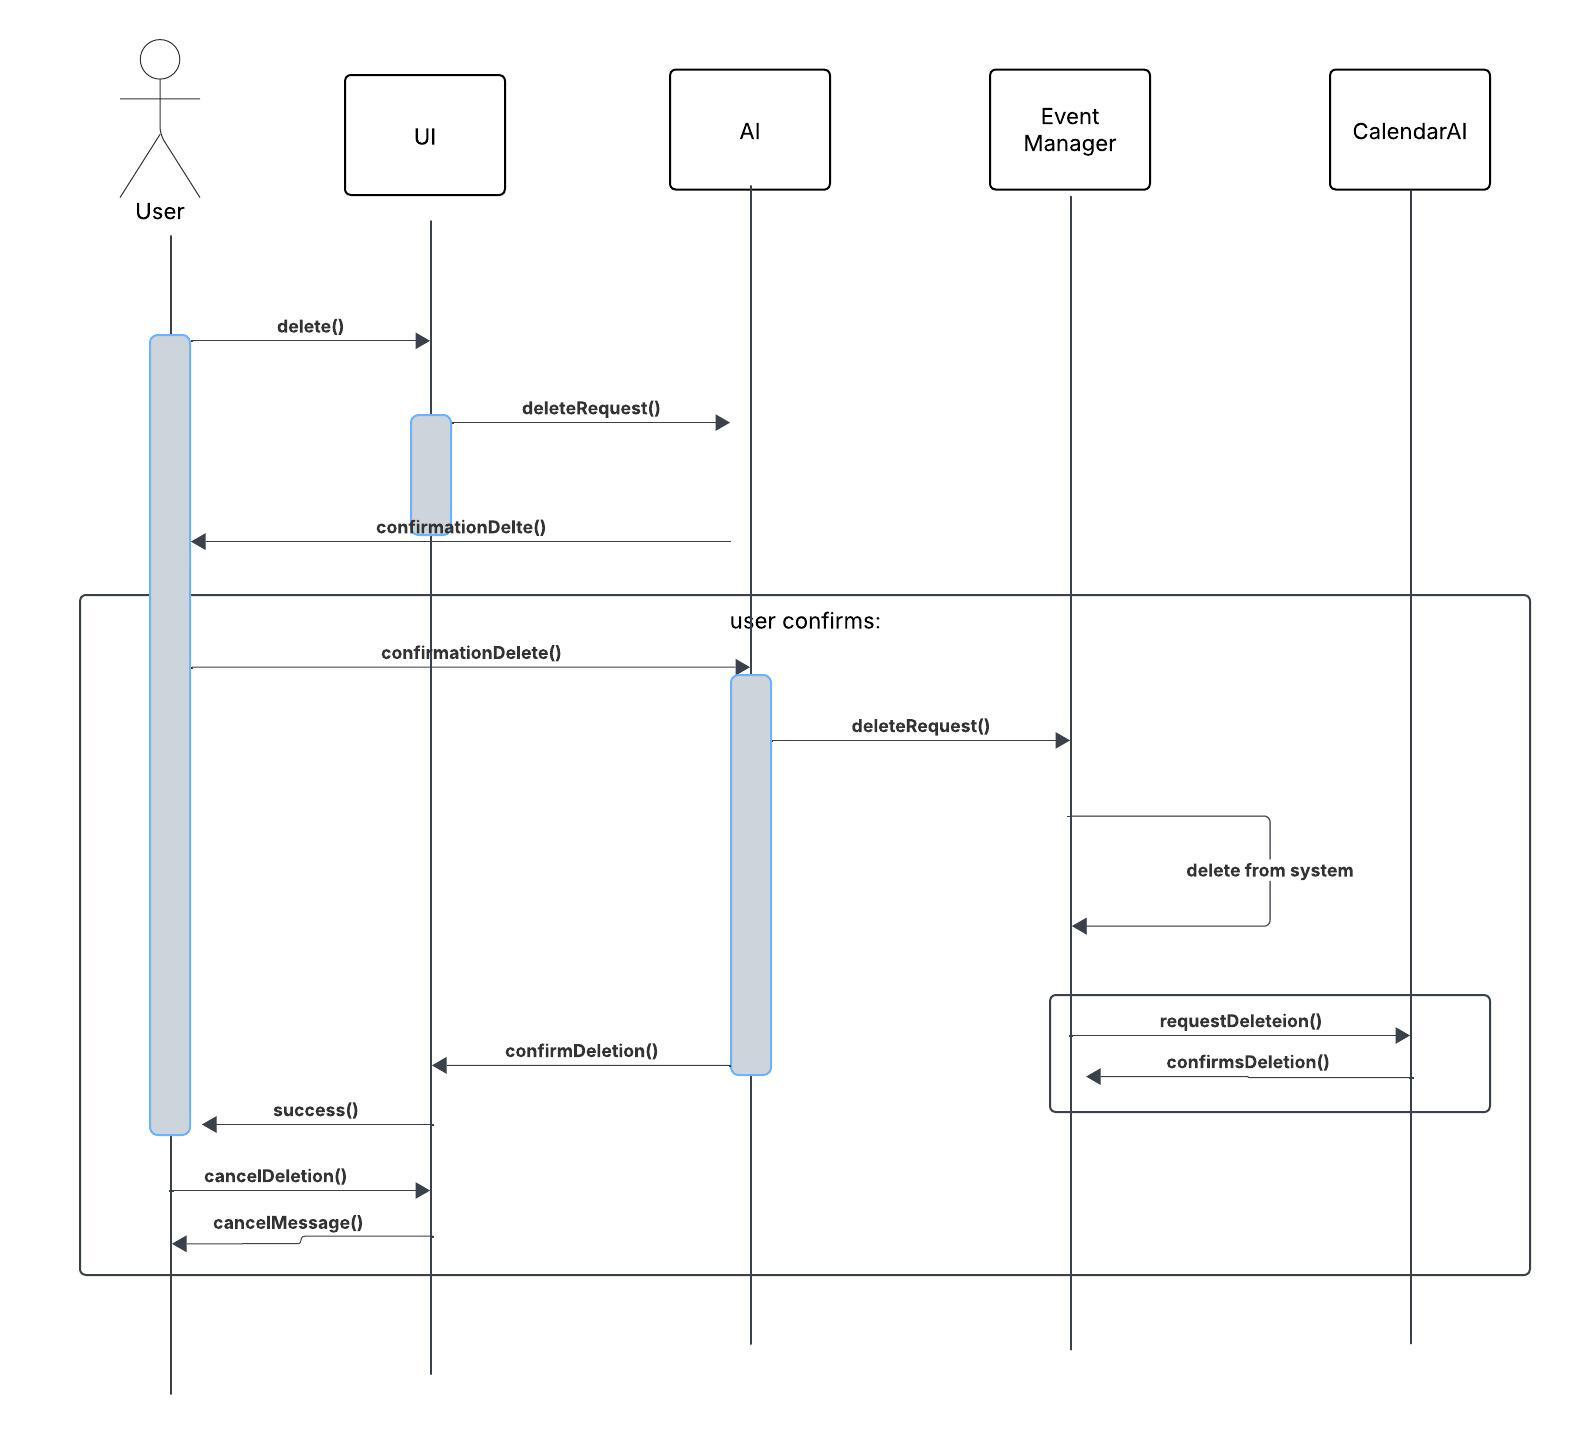 User
UI
AI
Event
Manager
CalendarAI
delete()
deleteRequest()
confirmationDelte()
user confirms:
confirmationDelete()
deleteRequest()
delete from system
requestDeleteion()
confirmDeletion()
confirmsDeletion()
success()
cancelDeletion()
cancelMessage()